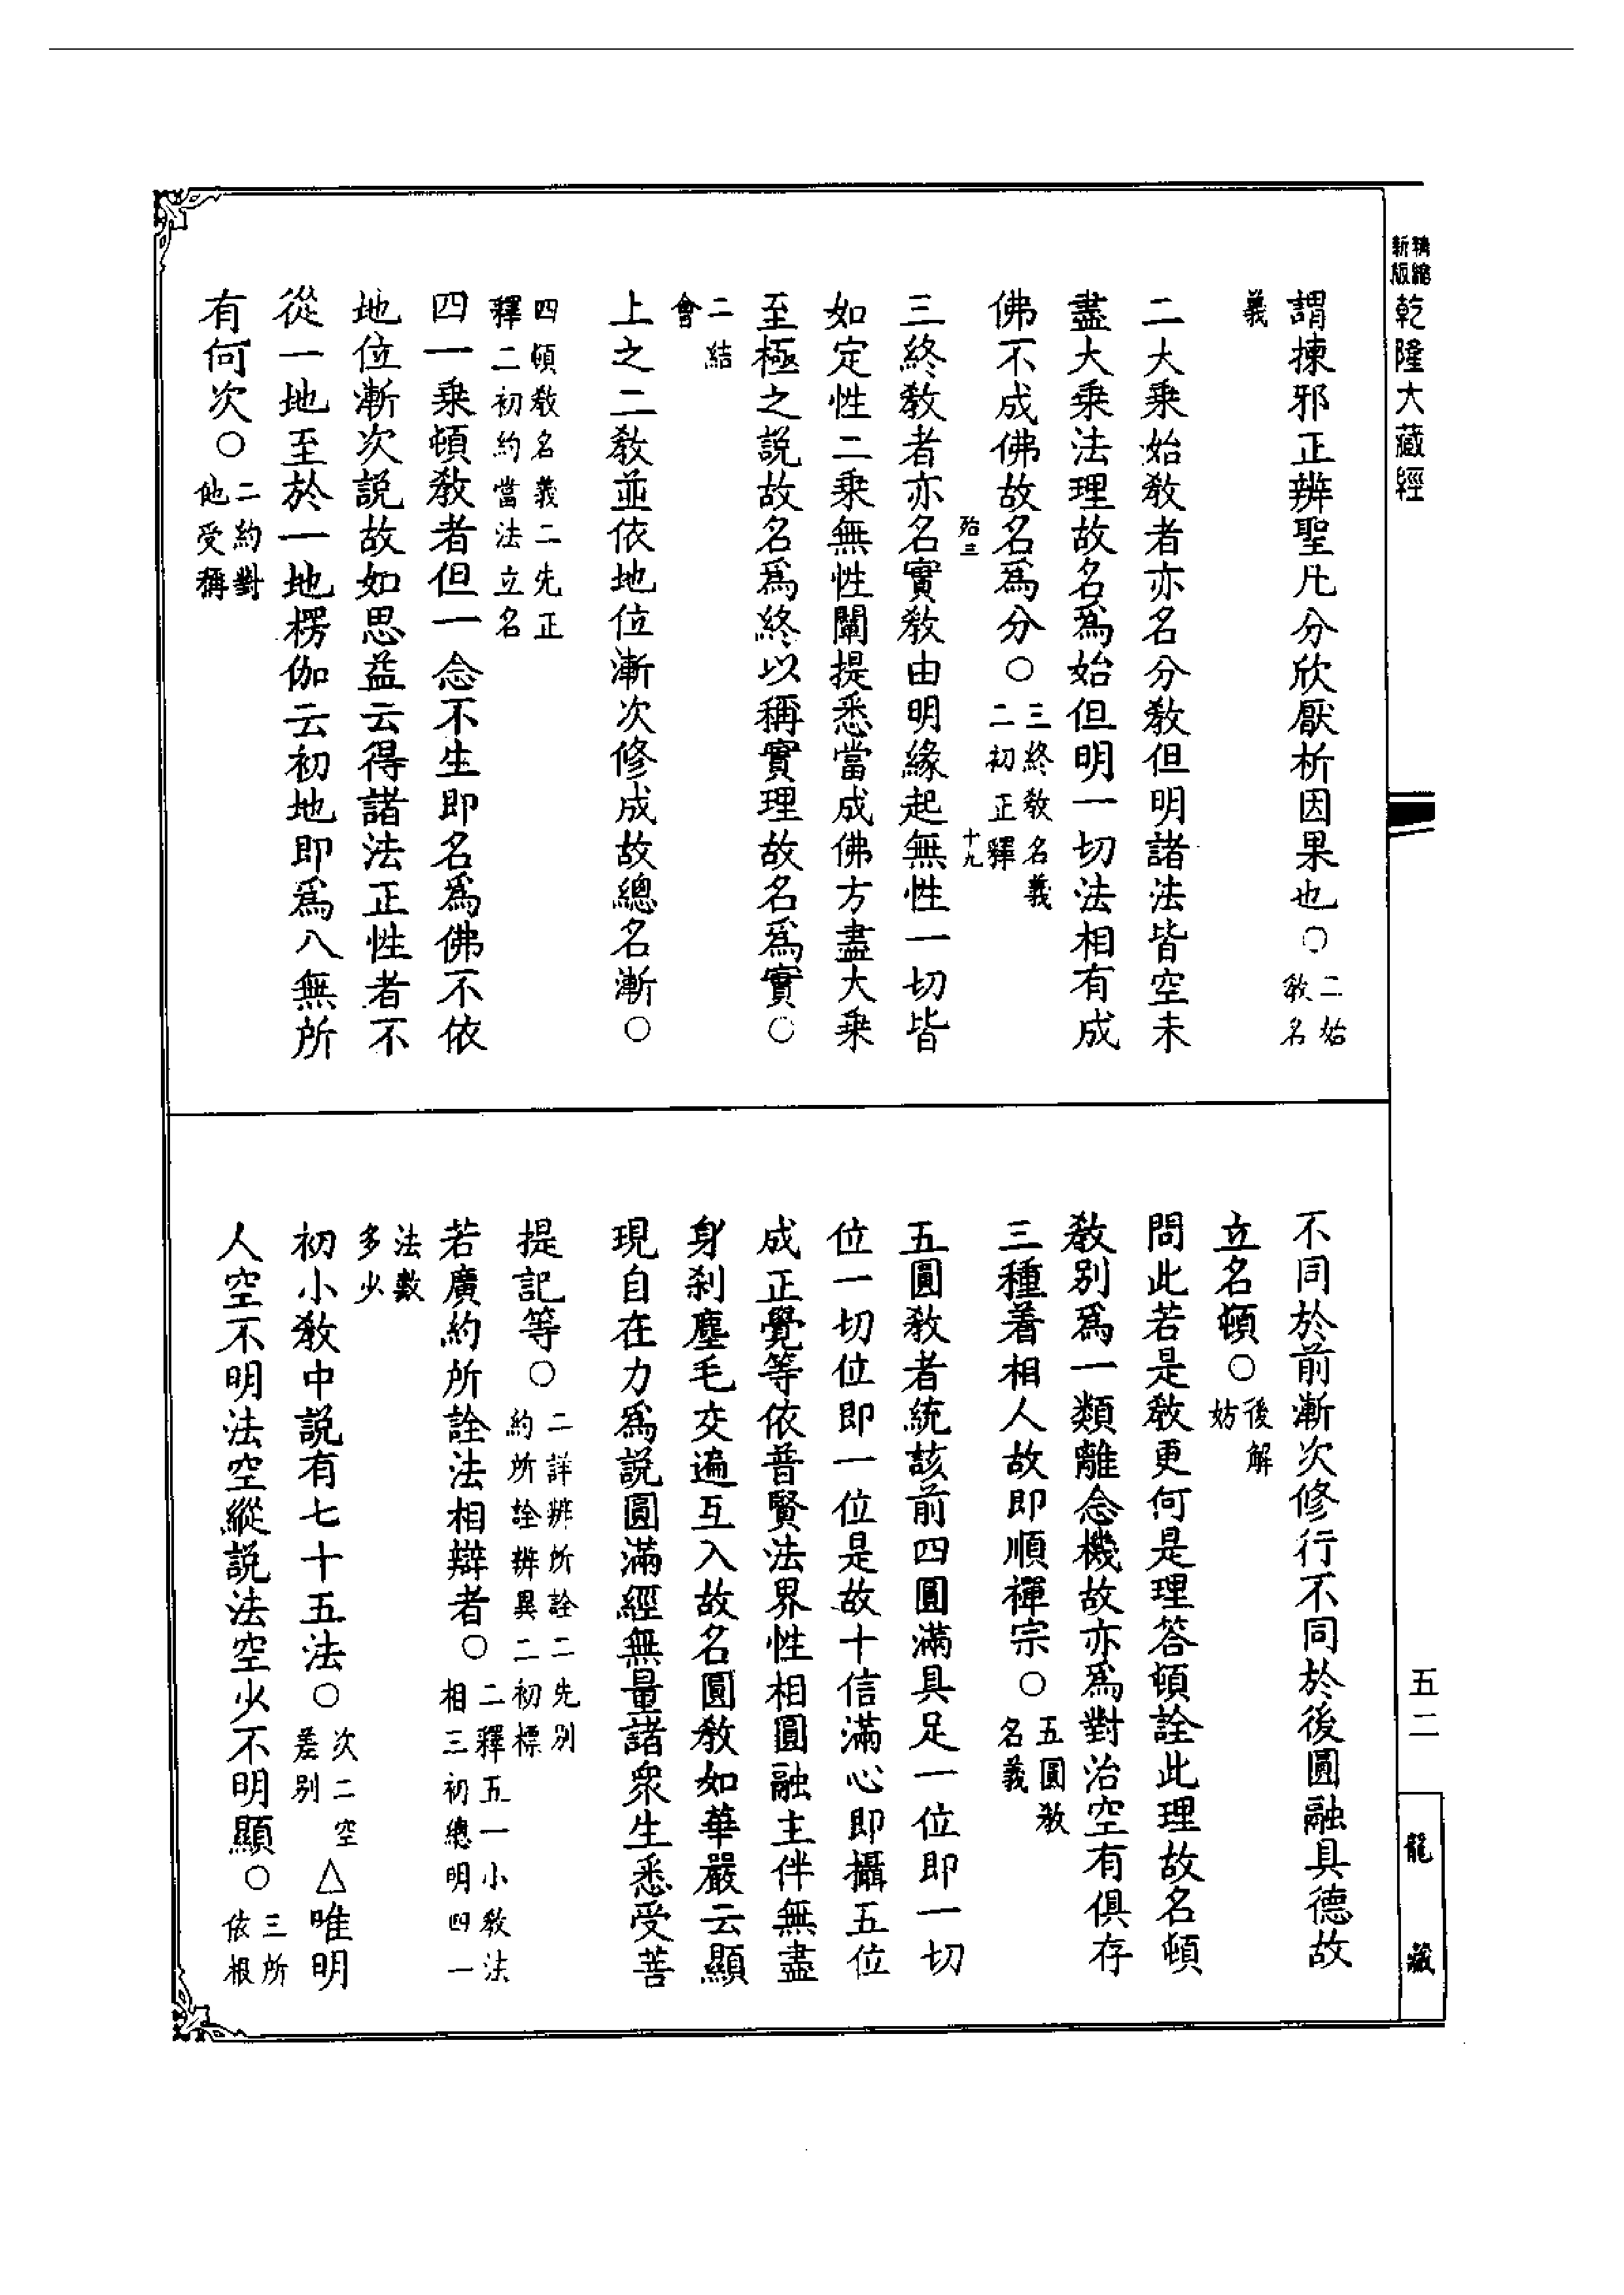 精縮新版
乾隆大藏經
謂揀邪正辨聖凡分欣厭析因果也○二始教名
義
二大乘始教者亦名分教但明諸法皆空未
盡大乘法理故名爲始但明一切法相有成
佛不成佛故名爲分○三終教名義二初正釋
殆三
十九
三終教者亦名實教由明緣起無性一切皆
如定性二乘無性闡提悉當成佛方盡大乘
至極之說故名爲終以稱實理故名爲實○
二結會
上之二教並依地位漸次修成故總名漸○
四頓教名義二先正
釋二初約當法立名
四一乘頓教者但一念不生即名爲佛不依
地位漸次說故如思益云得諸法正性者不
從一地至於一地楞伽云初地即爲八無所
有何次○二約對他受稱
不同於前漸次修行不同於後圓融具德故
立名頓○後解妨
問此若是教更何是理答頓詮此理故名頓
教別爲一類離念機故亦爲對治空有俱存
三種着相人故即順禪宗○五圓教名義
五圓教者統該前四圓滿具足一位即一切
位一切位即一位是故十信滿心即攝五位
成正覺等依普賢法界性相圓融主伴無盡
身刹塵毛交遍互入故名圓教如華嚴云顯
現自在力爲說圓滿經無量諸衆生悉受菩
提記等○二詳辨所詮二先別約所詮辨異二初標
若廣約所詮法相辯者○二釋五一小教法相三初總明四一
法數多少
初小教中說有七十五法○次二空差別△唯明
人空不明法空縱說法空少不明顯○三所依根
五二
龍藏